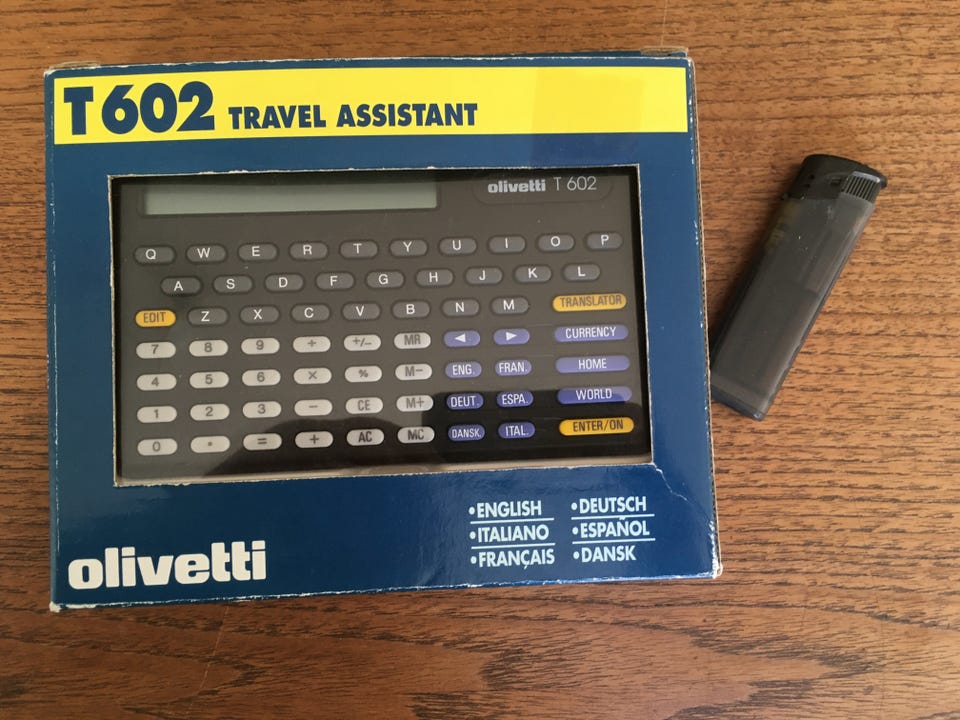 T602 TRAVEL ASSISTANT
olivetti T 602
Q W E R T Y U I O P
A S D F G H J K L
EDIT Z X C V B N M TRANSLATOR
7 8 9 ÷ +/− MR ◄ ► CURRENCY
4 5 6 × % M− ENG. FRAN. HOME
1 2 3 − CE M+ DEUT. ESPA. WORLD
0 • = + AC MC DANSK. ITAL. ENTER/ON
•ENGLISH •DEUTSCH
•ITALIANO •ESPAÑOL
•FRANÇAIS •DANSK
olivetti